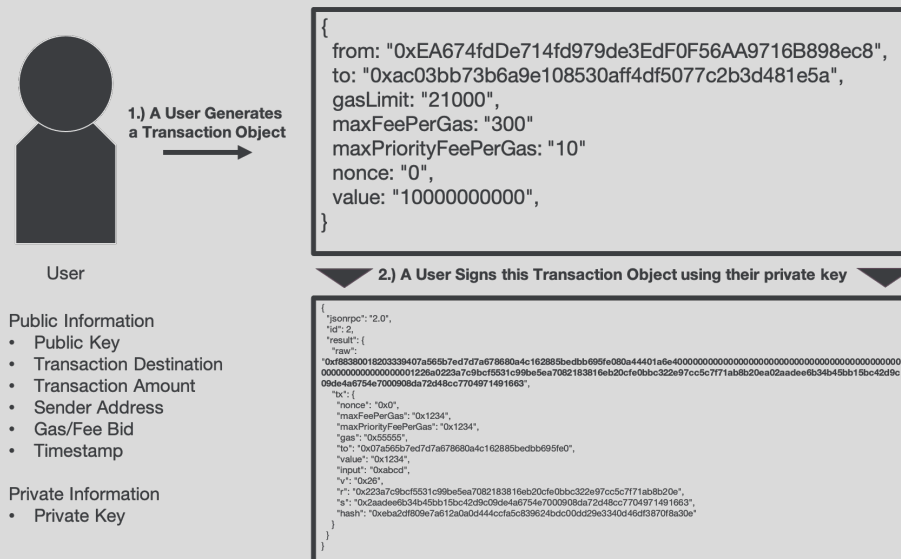 1.) A User Generates
a Transaction Object
User
Public Information
• Public Key
• Transaction Destination
• Transaction Amount
• Sender Address
• Gas/Fee Bid
• Timestamp
Private Information
• Private Key
{
from: "0xEA674fdDe714fd979de3EdF0F56AA9716B898ec8",
to: "0xac03bb73b6a9e108530aff4df5077c2b3d481e5a",
gasLimit: "21000",
maxFeePerGas: "300"
maxPriorityFeePerGas: "10"
nonce: "0",
value: "10000000000",
}
2.) A User Signs this Transaction Object using their private key
{
"jsonrpc": "2.0",
"id": 2,
"result": {
"raw":
"tx": {
"nonce": "0x0",
"maxFeePerGas": "0x1234",
"maxPriorityFeePerGas": "0x1234",
"gas": "0x55555",
"to": "0x07a565b7ed7d7a678680a4c162885bedbb695fe0",
"value": "0x1234",
"input": "0xabcd",
"v": "0x26",
"r": "0x223a7c9bcf5531c99be5ea7082183816eb20cfe0bbc322e97cc5c7f71ab8b20e",
"s": "0x2aadee6b34b45bb15bc42d9c09de4a6754e7000908da72d48cc7704971491663",
"hash": "0xeba2df809e7a612a0a0d444ccfa5c839624bdc00dd29e3340d46df3870f8a30e"
}
}
}